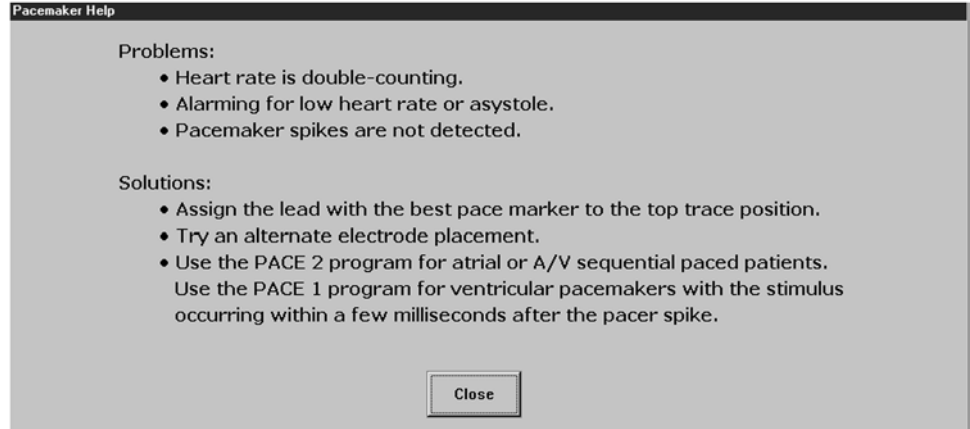 Pacemaker Help
Problems:
• Heart rate is double-counting.
• Alarming for low heart rate or asystole.
• Pacemaker spikes are not detected.
Solutions:
• Assign the lead with the best pace marker to the top trace position.
• Try an alternate electrode placement.
• Use the PACE 2 program for atrial or A/V sequential paced patients.
Use the PACE 1 program for ventricular pacemakers with the stimulus
occurring within a few milliseconds after the pacer spike.
Close